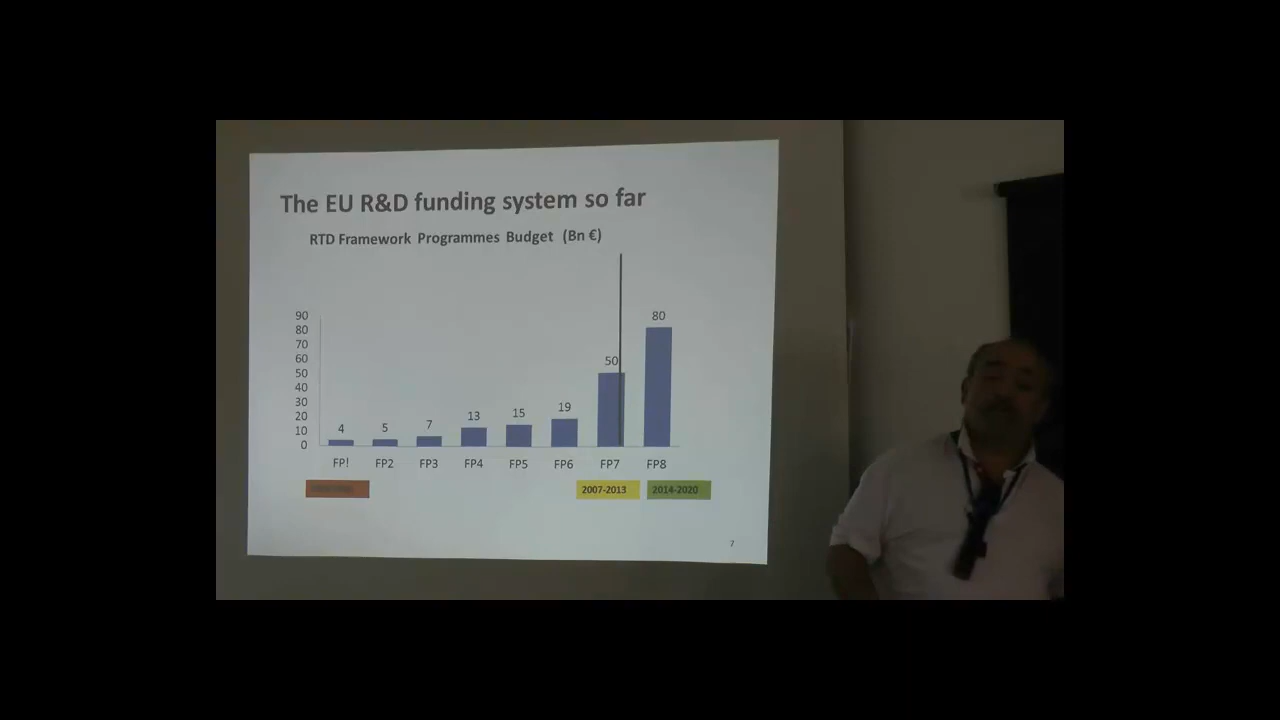 The EU R&D funding system so far
RTD Framework Programmes Budget (Bn €)
90
80
70
60
50
40
30
20
10
0
4
5
7
13
15
19
50
80
FP!
FP2
FP3
FP4
FP5
FP6
FP7
FP8
2007-2013
2014-2020
7